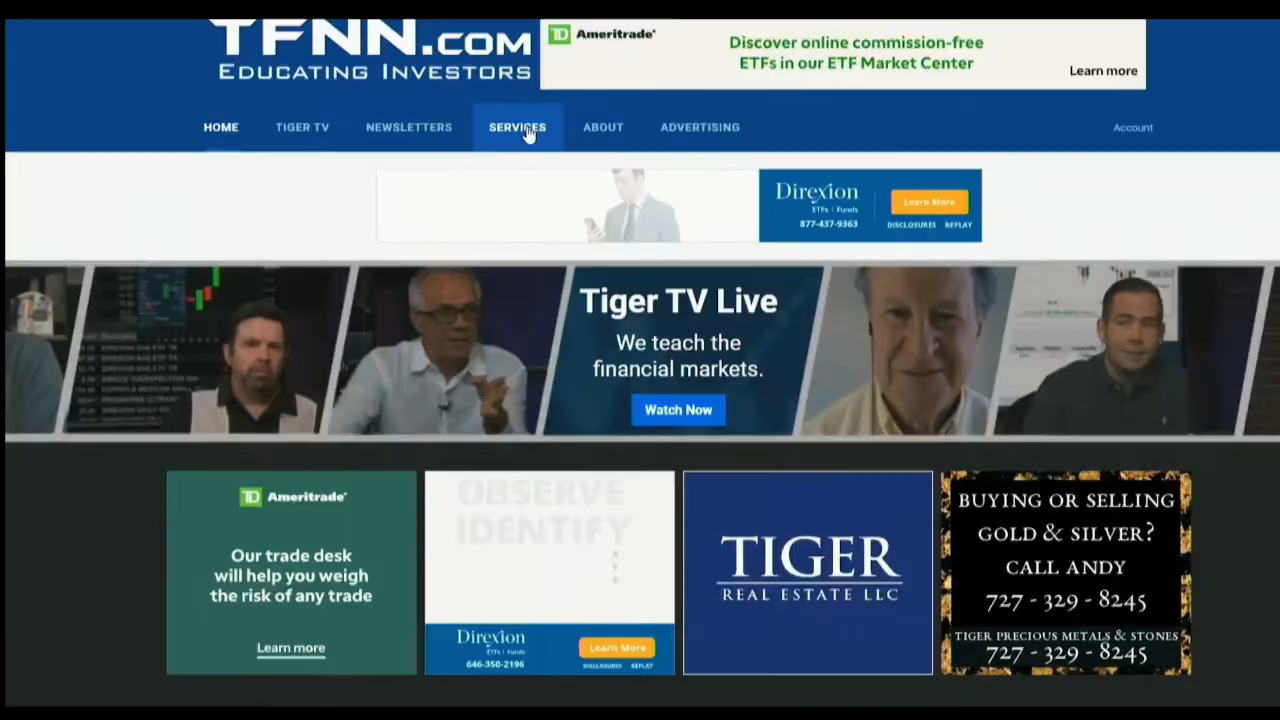 TFNN.COM
EDUCATING INVESTORS
TD Ameritrade
Discover online commission-free
ETFs in our ETF Market Center
Learn more
HOME
TIGER TV
NEWSLETTERS
SERVICES
ABOUT
ADVERTISING
Account
Direxion
ETFs | Funds
877-437-9363
Learn More
DISCLOSURES REPLAY
Tiger TV Live
We teach the
financial markets.
Watch Now
TD Ameritrade
Our trade desk
will help you weigh
the risk of any trade
Learn more
OBSERVE
IDENTIFY
Direxion
ETFs | Funds
646-350-2196
Learn More
DISCLOSURES REPLAY
TIGER
REAL ESTATE LLC
BUYING OR SELLING
GOLD & SILVER?
CALL ANDY
727 - 329 - 8245
TIGER PRECIOUS METALS & STONES
727 - 329 - 8245